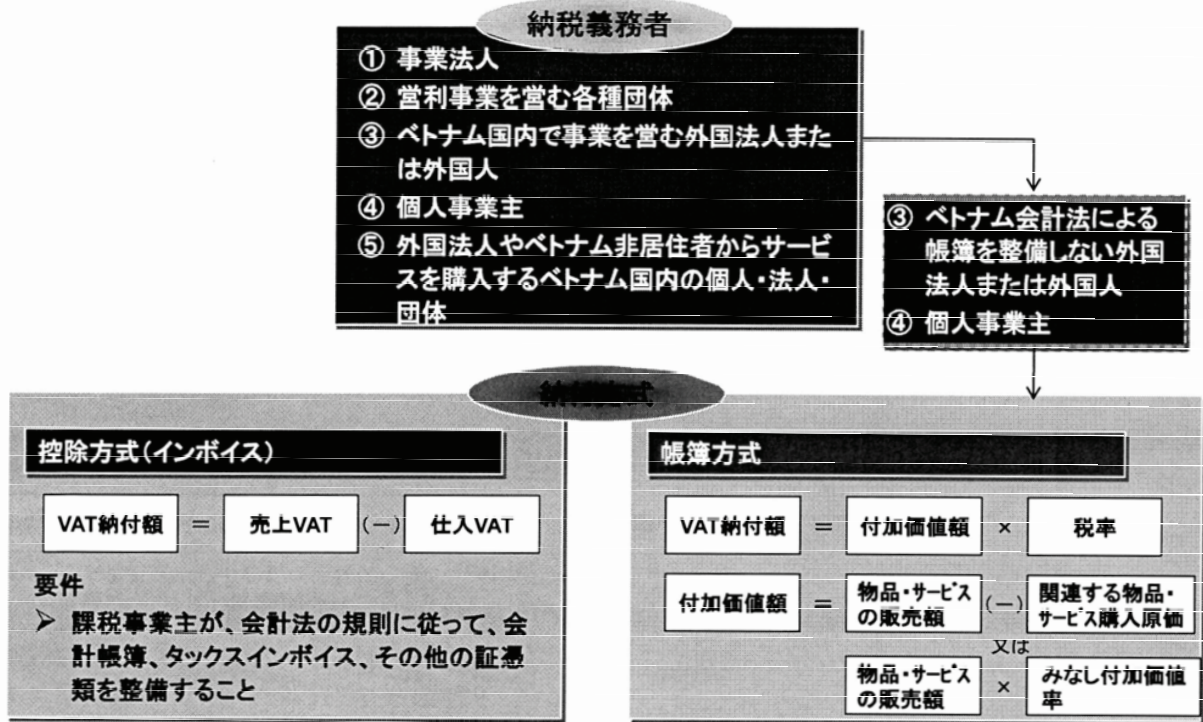 納税義務者
① 事業法人
② 営利事業を営む各種団体
③ ベトナム国内で事業を営む外国法人また
は外国人
④ 個人事業主
⑤ 外国法人やベトナム非居住者からサービ
スを購入するベトナム国内の個人・法人・
団体
③ ベトナム会計法による
帳簿を整備しない外国
法人または外国人
④ 個人事業主
控除方式(インボイス)
VAT納付額 = 売上VAT (-) 仕入VAT
要件
➢ 課税事業主が、会計法の規則に従って、会
計帳簿、タックスインボイス、その他の証憑
類を整備すること
帳簿方式
VAT納付額 = 付加価値額 × 税率
付加価値額 = 物品・サービス
の販売額 (-) 関連する物品・
サービス購入原価
又は
物品・サービス
の販売額 × みなし付加価値
率